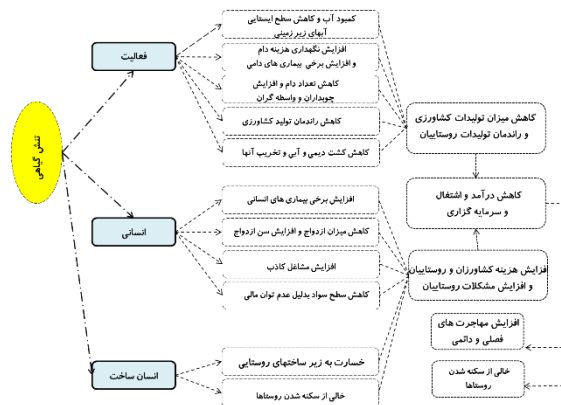 تنش گیاهی
فعالیت
انسانی
انسان ساخت
کمبود آب و کاهش سطح ایستایی
آبهای زیر زمینی
افزایش نگهداری هزینه دام
و افزایش برخی بیماری های دامی
کاهش تعداد دام و افزایش
چوبداران و واسطه گران
کاهش راندمان تولید کشاورزی
کاهش کشت دیمی و آبی و تخریب آنها
افزایش برخی بیماری های انسانی
کاهش میزان ازدواج و افزایش سن ازدواج
افزایش مشاغل کاذب
کاهش سطح سواد بدلیل عدم توان مالی
خسارت به زیر ساختهای روستایی
خالی از سکنه شدن روستاها
کاهش میزان تولیدات کشاورزی
و راندمان تولیدات روستاییان
کاهش درآمد و اشتغال
و سرمایه گزاری
افزایش هزینه کشاورزان و روستاییان
و افزایش مشکلات روستاییان
افزایش مهاجرت های
فصلی و دائمی
خالی از سکنه شدن
روستاها